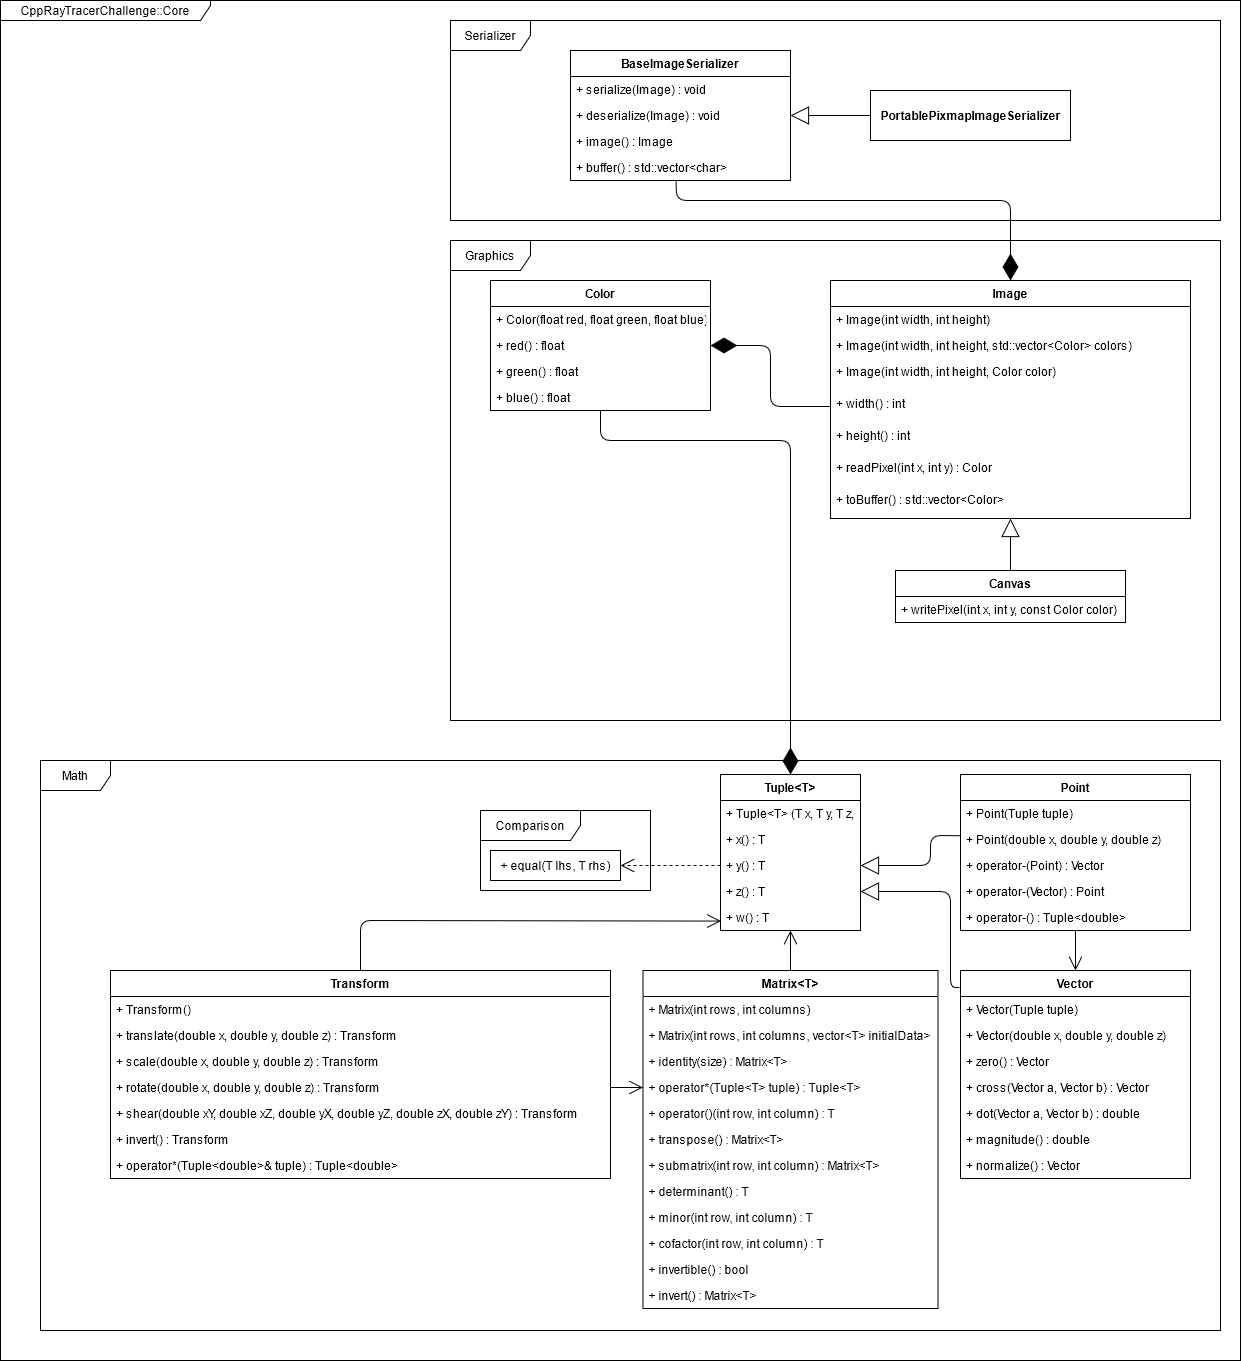 CppRayTracerChallenge::Core
Serializer
BaseImageSerializer
+ serialize(Image) : void
+ deserialize(Image) : void
+ image() : Image
+ buffer() : std::vector<char>
PortablePixmapImageSerializer
Graphics
Color
+ Color(float red, float green, float blue)
+ red() : float
+ green() : float
+ blue() : float
Image
+ Image(int width, int height)
+ Image(int width, int height, std::vector<Color> colors)
+ Image(int width, int height, Color color)
+ width() : int
+ height() : int
+ readPixel(int x, int y) : Color
+ toBuffer() : std::vector<Color>
Canvas
+ writePixel(int x, int y, const Color color)
Math
Comparison
+ equal(T lhs, T rhs)
Tuple<T>
+ Tuple<T> (T x, T y, T z,
+ x() : T
+ y() : T
+ z() : T
+ w() : T
Point
+ Point(Tuple tuple)
+ Point(double x, double y, double z)
+ operator-(Point) : Vector
+ operator-(Vector) : Point
+ operator-() : Tuple<double>
Transform
+ Transform()
+ translate(double x, double y, double z) : Transform
+ scale(double x, double y, double z) : Transform
+ rotate(double x, double y, double z) : Transform
+ shear(double xY, double xZ, double yX, double yZ, double zX, double zY) : Transform
+ invert() : Transform
+ operator*(Tuple<double>& tuple) : Tuple<double>
Matrix<T>
+ Matrix(int rows, int columns)
+ Matrix(int rows, int columns, vector<T> initialData>
+ identity(size) : Matrix<T>
+ operator*(Tuple<T> tuple) : Tuple<T>
+ operator()(int row, int column) : T
+ transpose() : Matrix<T>
+ submatrix(int row, int column) : Matrix<T>
+ determinant() : T
+ minor(int row, int column) : T
+ cofactor(int row, int column) : T
+ invertible() : bool
+ invert() : Matrix<T>
Vector
+ Vector(Tuple tuple)
+ Vector(double x, double y, double z)
+ zero() : Vector
+ cross(Vector a, Vector b) : Vector
+ dot(Vector a, Vector b) : double
+ magnitude() : double
+ normalize() : Vector